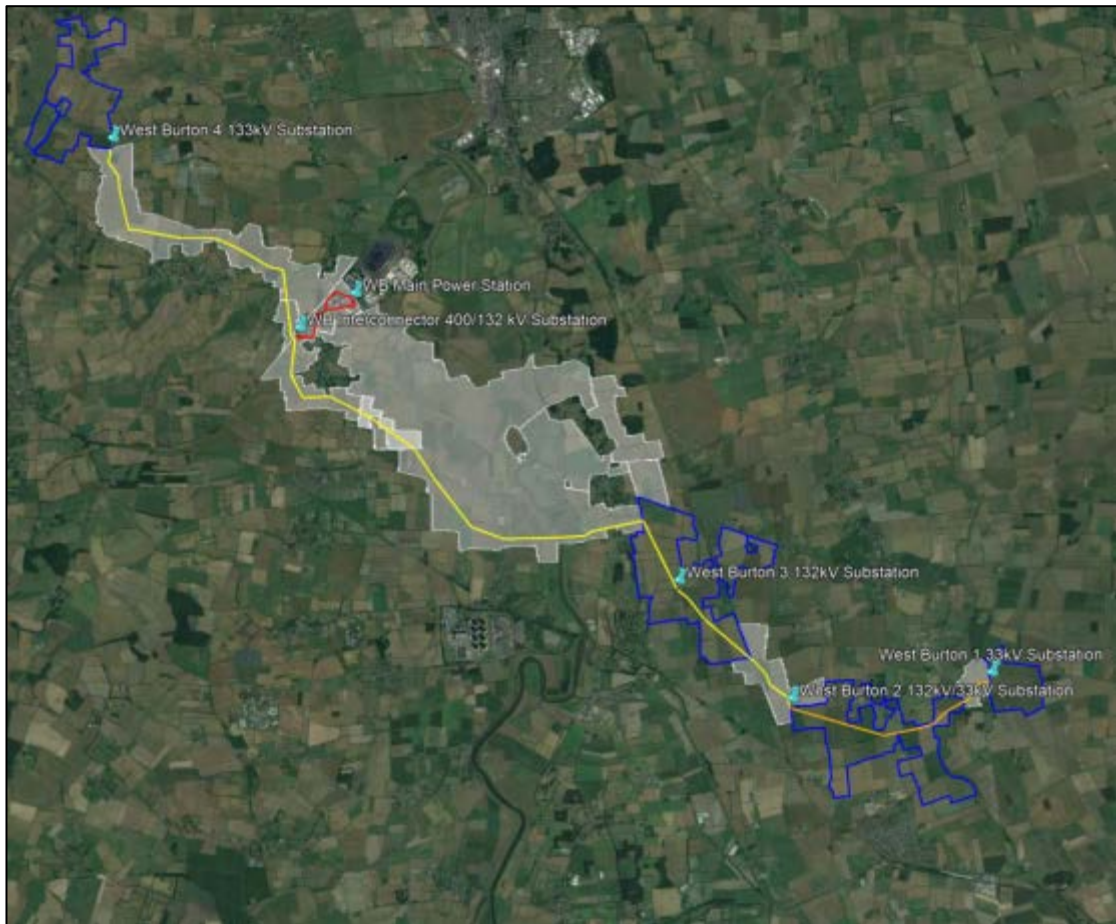 West Burton 4 133kV Substation
WB Main Power Station
WB Interconnector 400/132 kV Substation
West Burton 3 132kV Substation
West Burton 1 33kV Substation
West Burton 2 132kV/33kV Substation